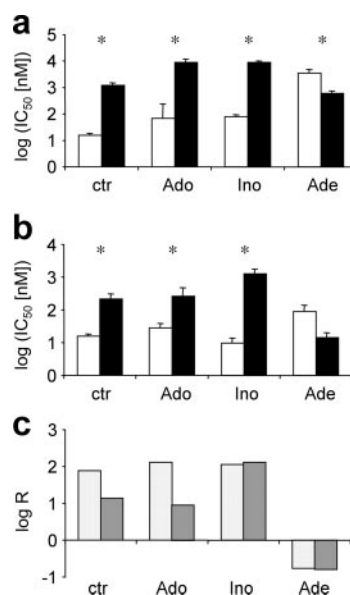 a
* * * *
log (IC50 [nM])
5
4
3
2
1
0
ctr Ado Ino Ade
b
* * *
log (IC50 [nM])
4
3
2
1
0
ctr Ado Ino Ade
c
log R
3
2
1
0
-1
ctr Ado Ino Ade